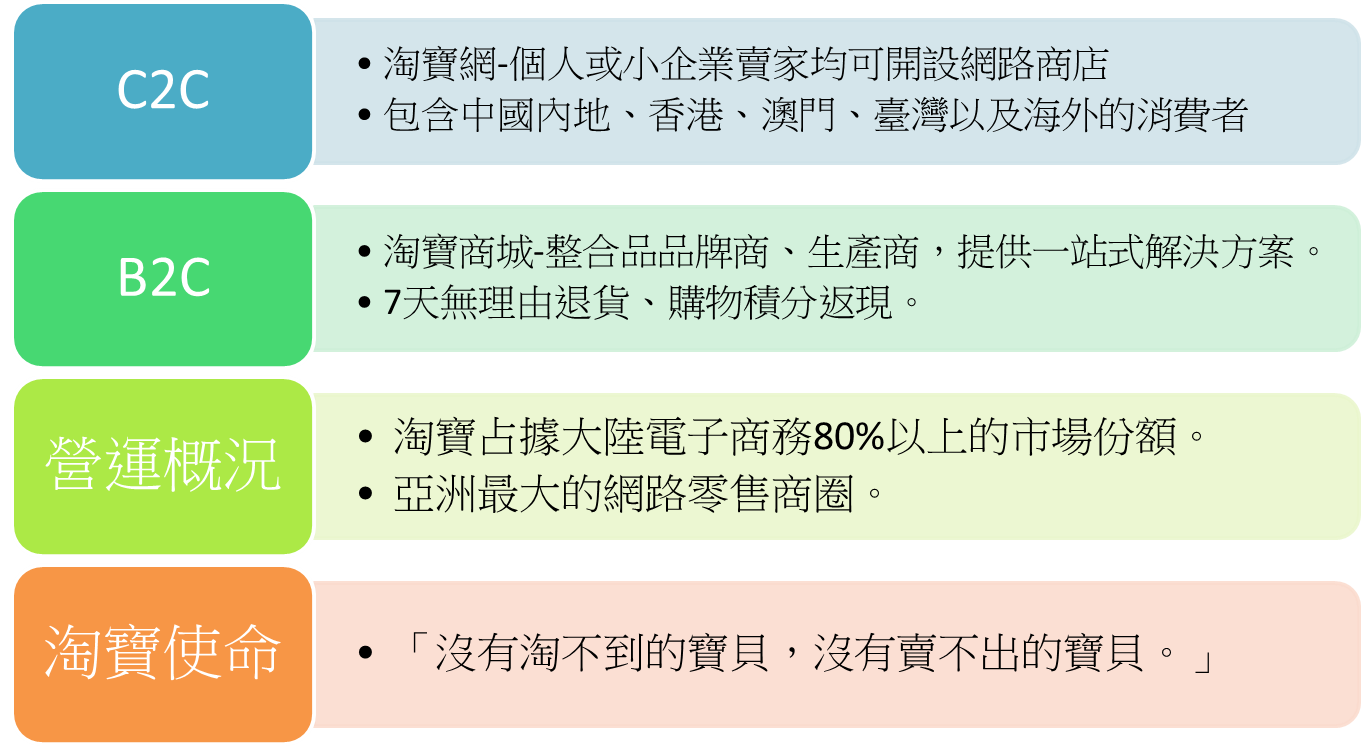 C2C
• 淘寶網-個人或小企業賣家均可開設網路商店
• 包含中國內地、香港、澳門、臺灣以及海外的消費者
B2C
• 淘寶商城-整合品品牌商、生產商，提供一站式解決方案。
• 7天無理由退貨、購物積分返現。
營運概況
• 淘寶占據大陸電子商務80%以上的市場份額。
• 亞洲最大的網路零售商圈。
淘寶使命
• 「沒有淘不到的寶貝，沒有賣不出的寶貝。」